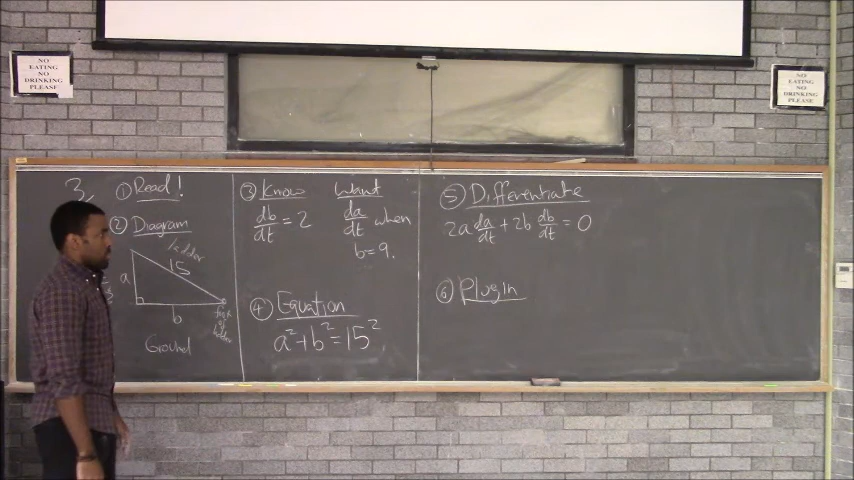 NO
EATING
NO
DRINKING
PLEASE
NO
EATING
NO
DRINKING
PLEASE
3,
① Read!
② Diagram
ladder
15
a
b
Ground
③ Know
db/dt = 2
Want
da/dt when
b=9.
④ Equation
a²+b²=15²
⑤ Differentiate
2a da/dt + 2b db/dt = 0
⑥ Plug in